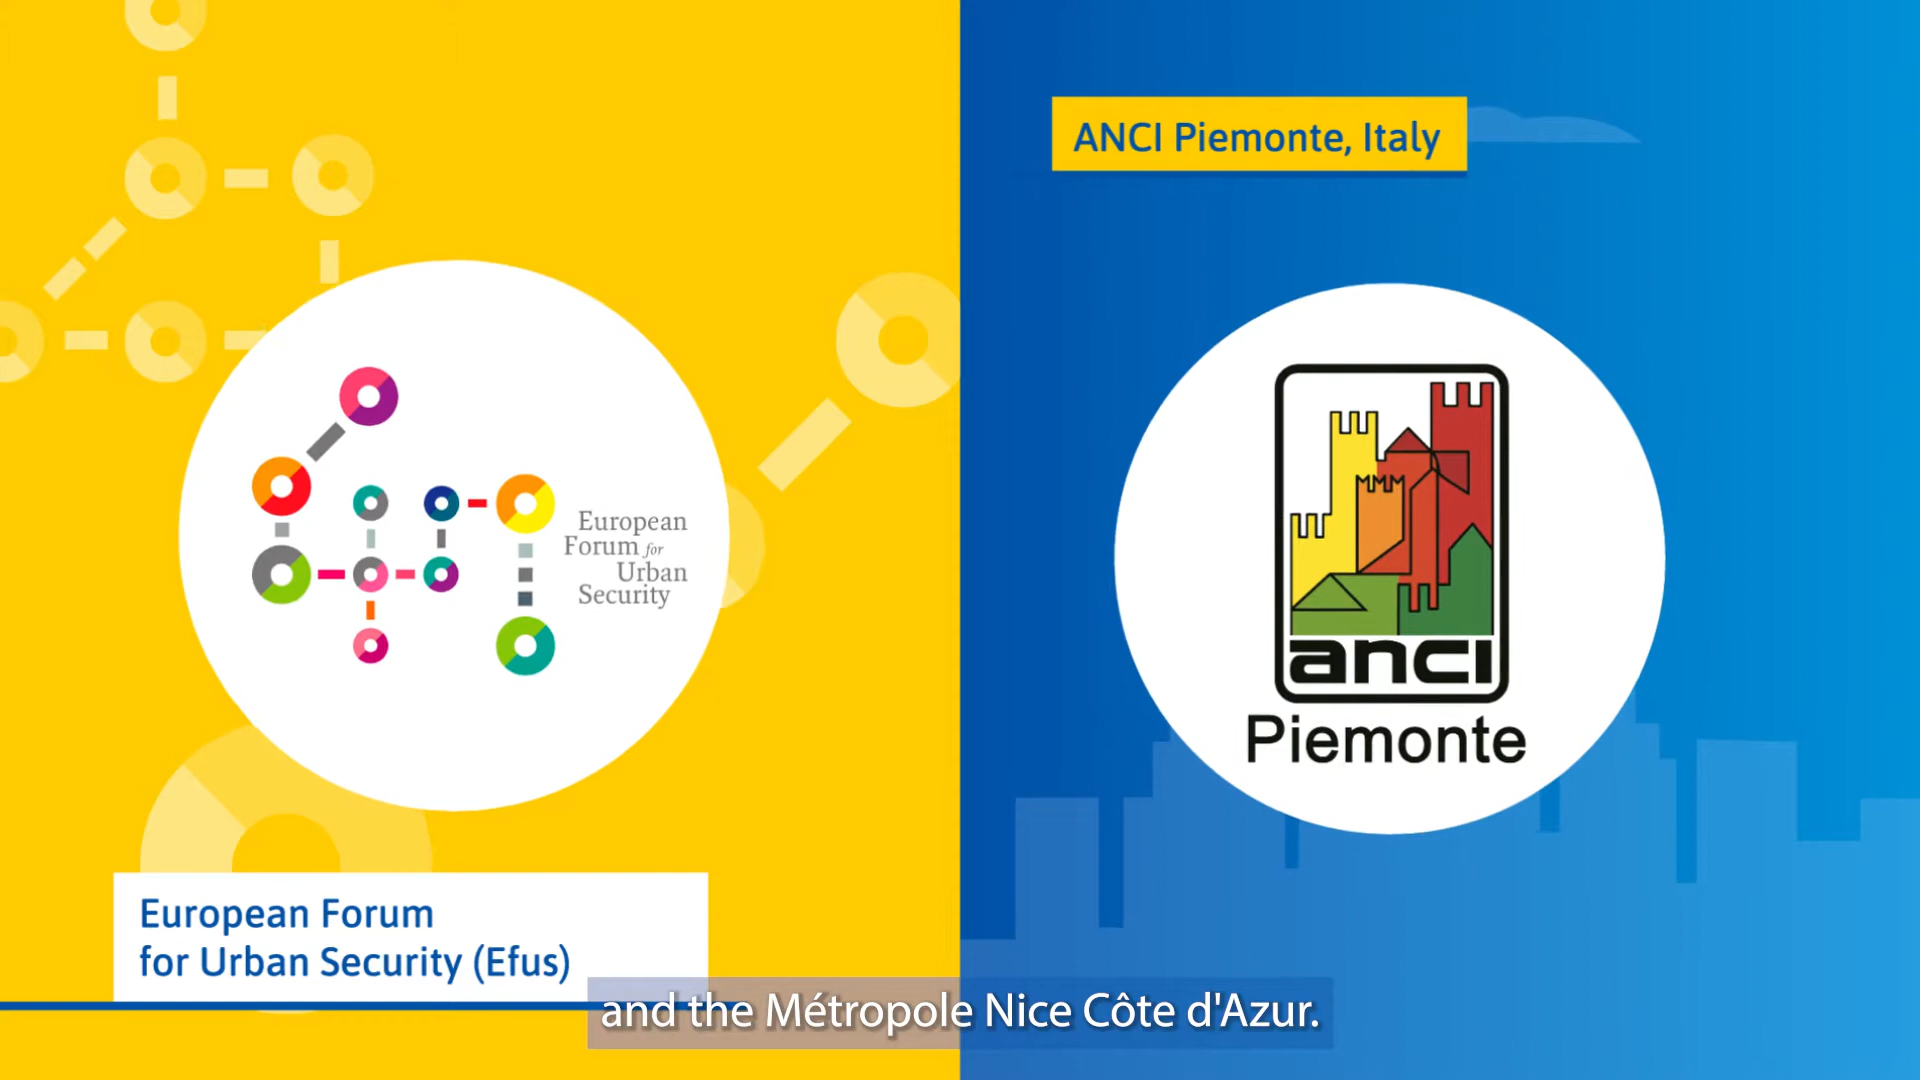 European
Forum for
Urban
Security
European Forum
for Urban Security (Efus)
ANCI Piemonte, Italy
anci
Piemonte
and the Métropole Nice Côte d'Azur.